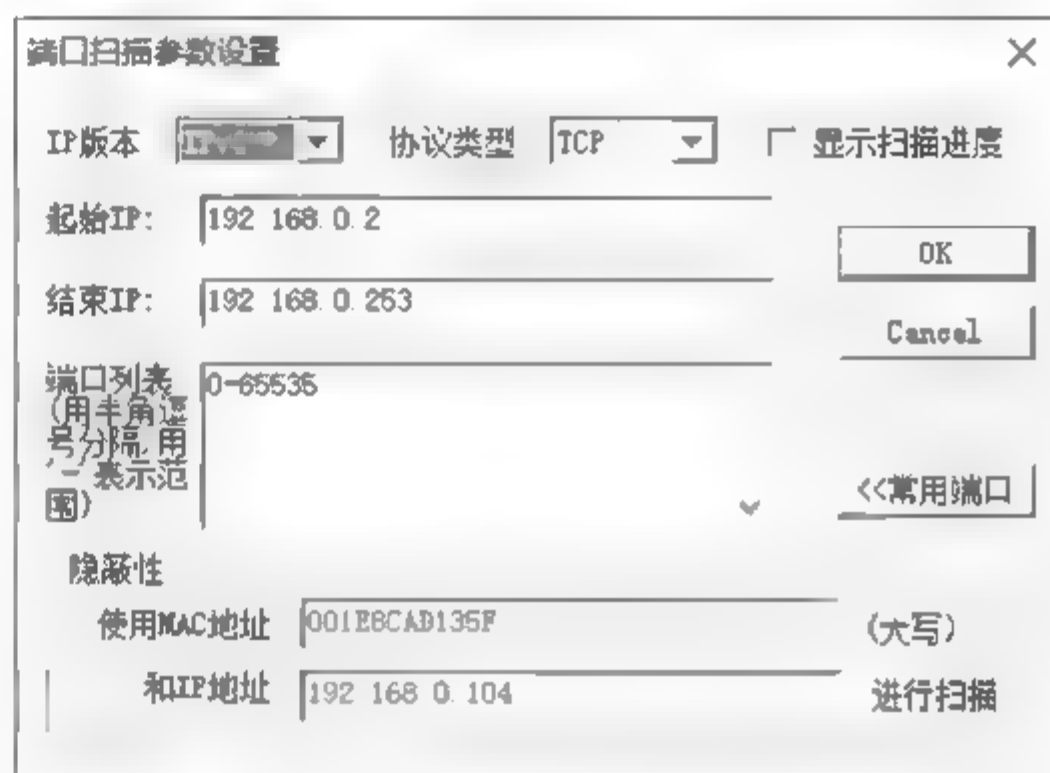 端口扫描参数设置
IP版本 协议类型 TCP 显示扫描进度
起始IP: 192 168.0.2
OK
结束IP: 192 168.0.253
Cancel
端口列表 0-65535
(用半角逗
号分隔,用
'-' 表示范
围)
<<常用端口
隐蔽性
使用MAC地址 001E8CAD135F (大写)
和IP地址 192 168 0.104 进行扫描